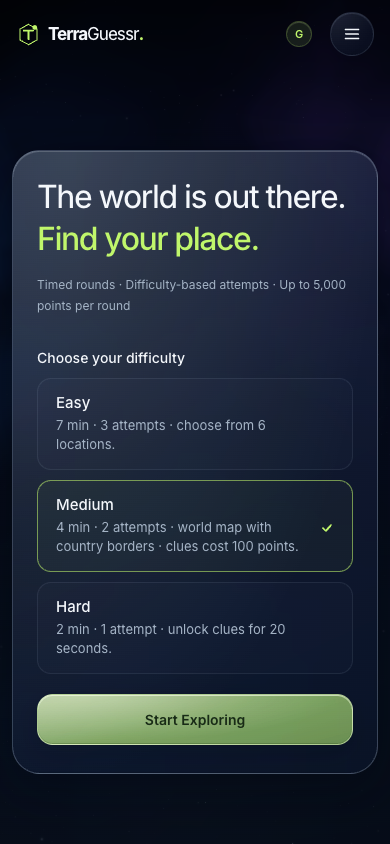 TerraGuessr.
G
The world is out there.
Find your place.
Timed rounds · Difficulty-based attempts · Up to 5,000
points per round
Choose your difficulty
Easy
7 min · 3 attempts · choose from 6
locations.
Medium
4 min · 2 attempts · world map with
country borders · clues cost 100 points.
Hard
2 min · 1 attempt · unlock clues for 20
seconds.
Start Exploring